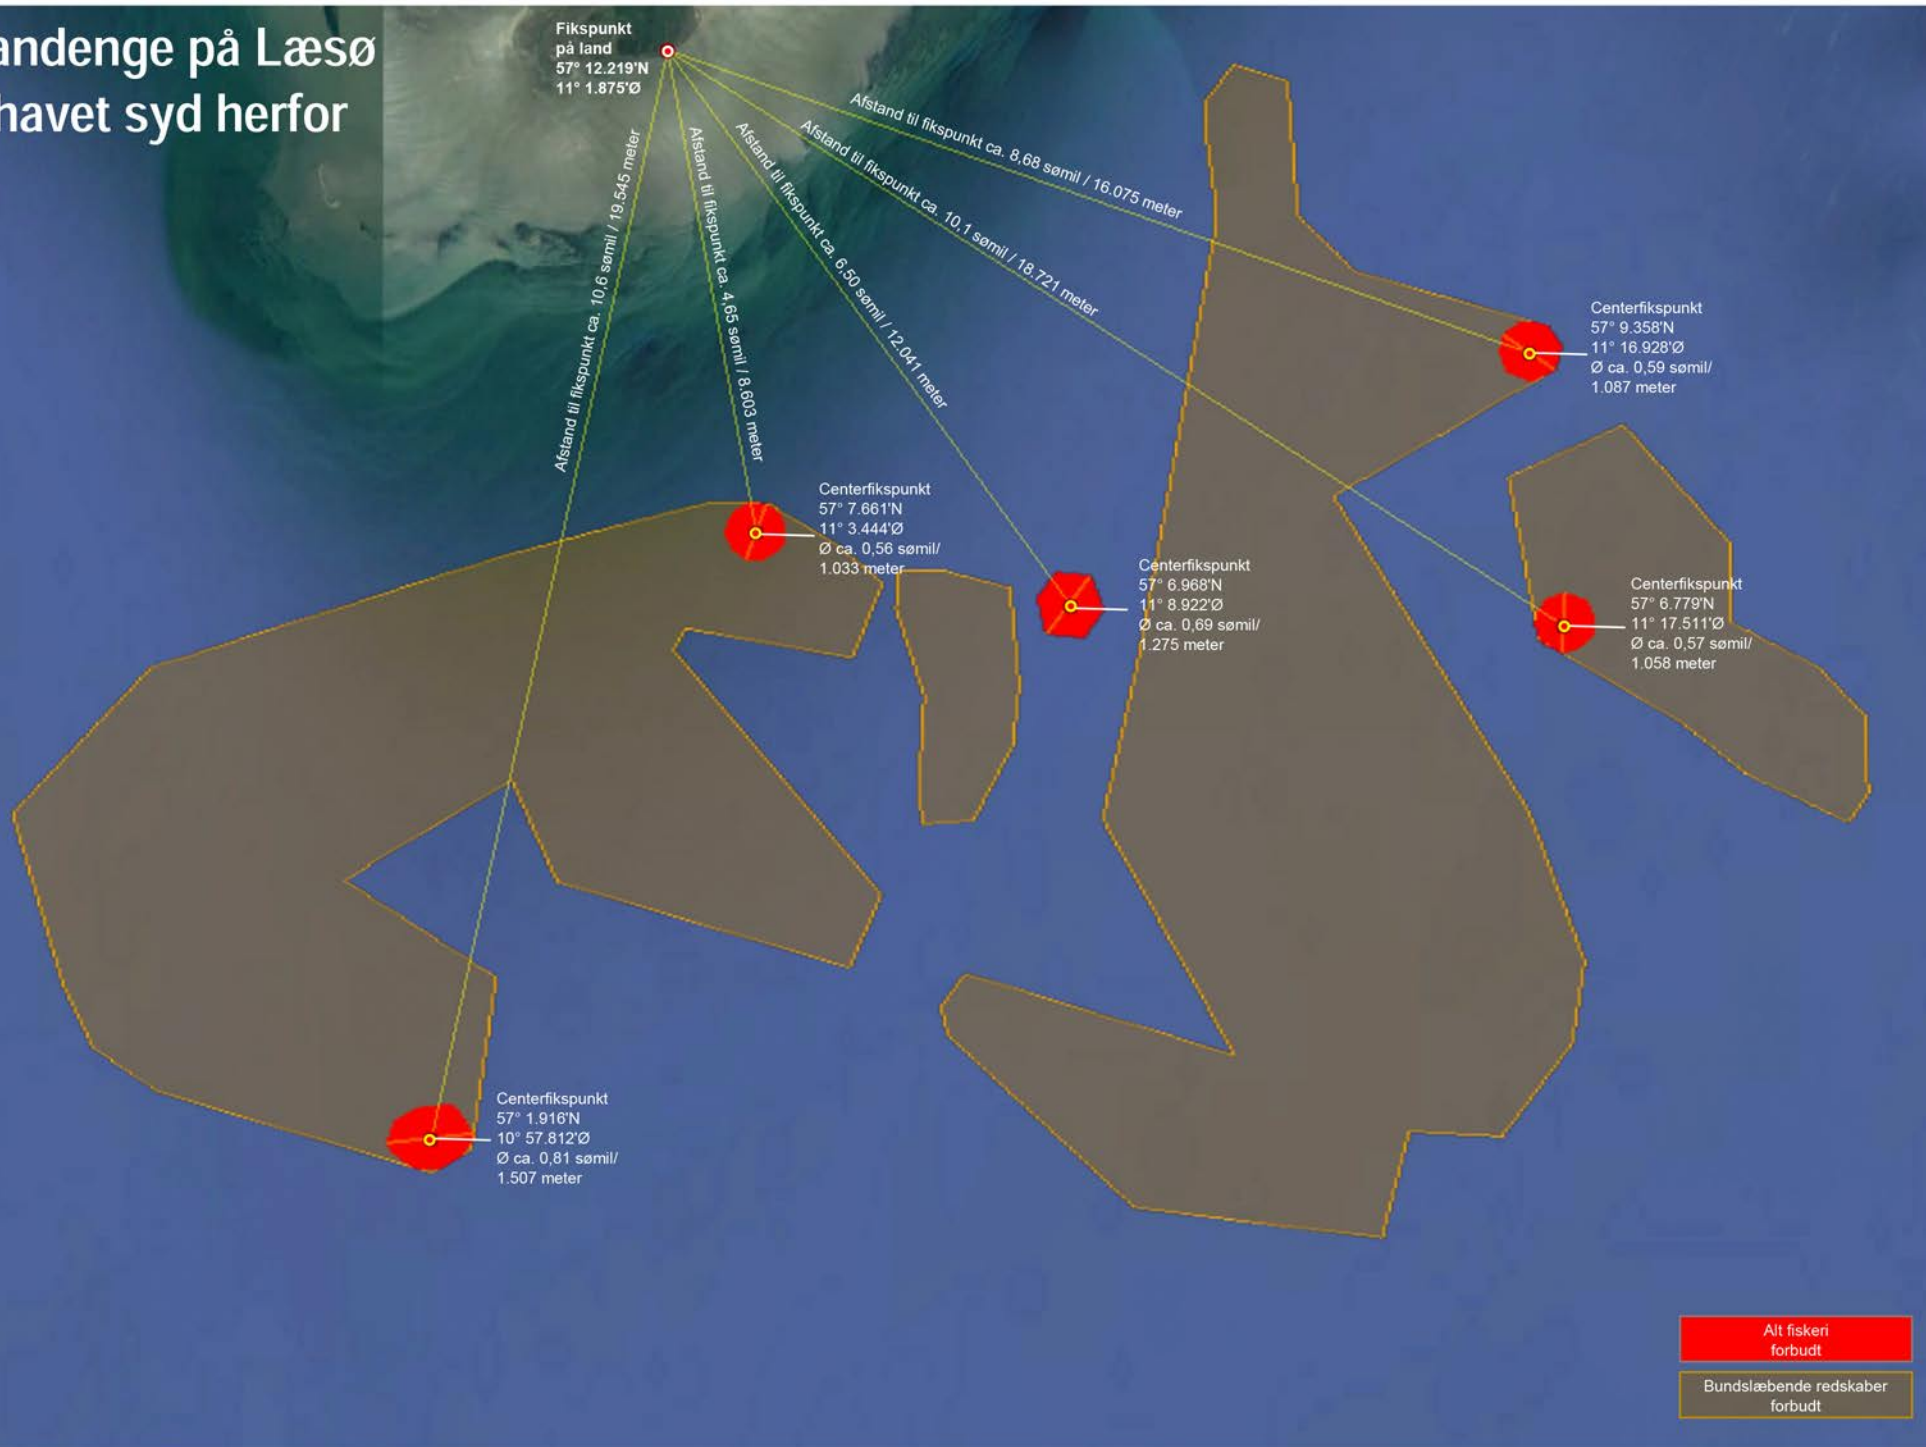 andenge på Læsø
havet syd herfor
Fikspunkt
på land
57° 12.219'N
11° 1.875'Ø
Afstand til fikspunkt ca. 10,6 sømil / 19.545 meter
Afstand til fikspunkt ca. 4,65 sømil / 8.603 meter
Afstand til fikspunkt ca. 6,50 sømil / 12.041 meter
Afstand til fikspunkt ca. 10,1 sømil / 18.721 meter
Afstand til fikspunkt ca. 8,68 sømil / 16.075 meter
Centerfikspunkt
57° 9.358'N
11° 16.928'Ø
Ø ca. 0,59 sømil/
1.087 meter
Centerfikspunkt
57° 7.661'N
11° 3.444'Ø
Ø ca. 0,56 sømil/
1.033 meter
Centerfikspunkt
57° 6.968'N
11° 8.922'Ø
Ø ca. 0,69 sømil/
1.275 meter
Centerfikspunkt
57° 6.779'N
11° 17.511'Ø
Ø ca. 0,57 sømil/
1.058 meter
Centerfikspunkt
57° 1.916'N
10° 57.812'Ø
Ø ca. 0,81 sømil/
1.507 meter
Alt fiskeri
forbudt
Bundslæbende redskaber
forbudt